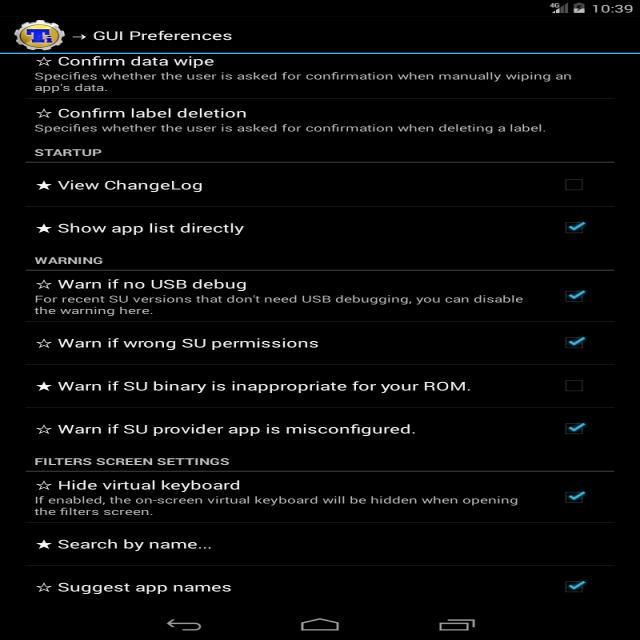 4G 10:39
→ GUI Preferences
☆ Confirm data wipe
Specifies whether the user is asked for confirmation when manually wiping an
app's data.
☆ Confirm label deletion
Specifies whether the user is asked for confirmation when deleting a label.
STARTUP
★ View ChangeLog
★ Show app list directly
WARNING
☆ Warn if no USB debug
For recent SU versions that don't need USB debugging, you can disable
the warning here.
☆ Warn if wrong SU permissions
★ Warn if SU binary is inappropriate for your ROM.
☆ Warn if SU provider app is misconfigured.
FILTERS SCREEN SETTINGS
☆ Hide virtual keyboard
If enabled, the on-screen virtual keyboard will be hidden when opening
the filters screen.
★ Search by name...
☆ Suggest app names